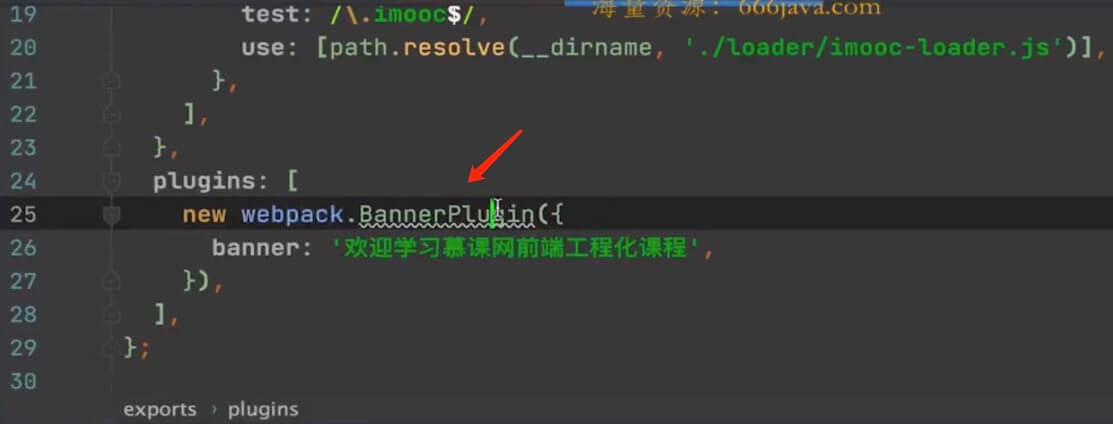 海量资源：666java.com
19 test: /\.imooc$/,
20 use: [path.resolve(__dirname, './loader/imooc-loader.js')],
21 },
22 ],
23 },
24 plugins: [
25 new webpack.BannerPlugin({
26 banner: '欢迎学习慕课网前端工程化课程',
27 }),
28 ],
29 };
30
exports › plugins